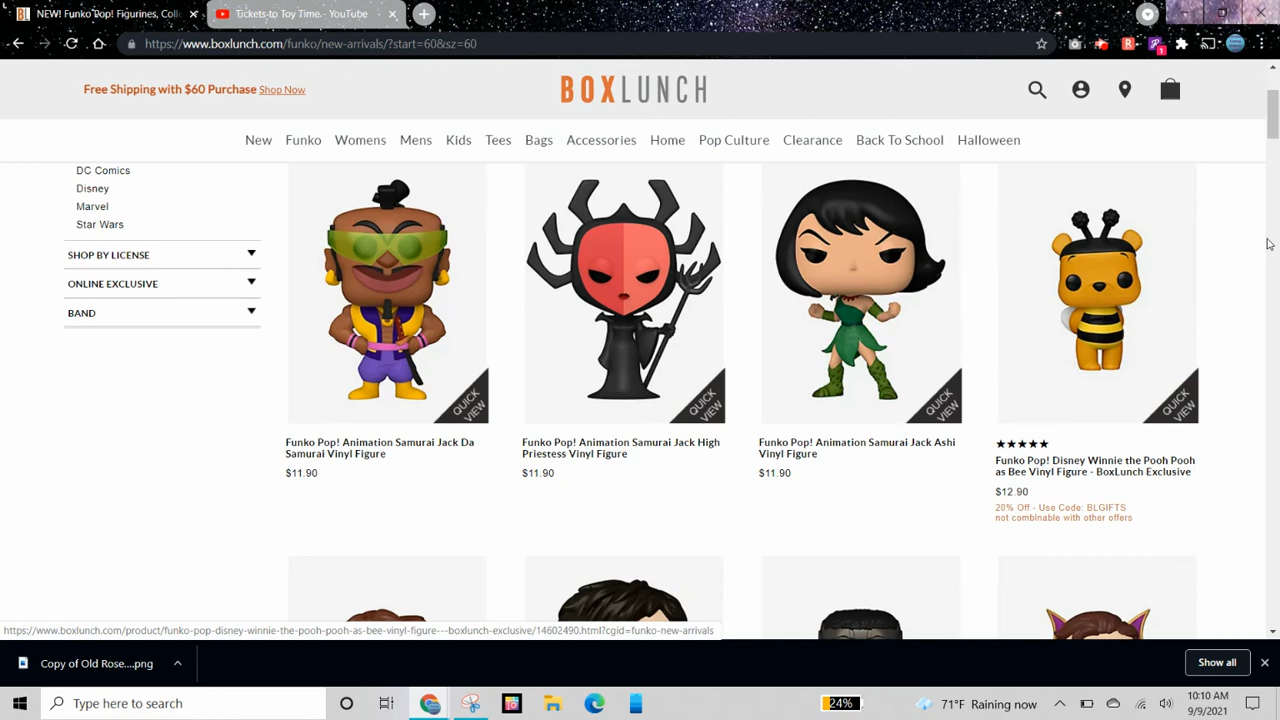 NEW! Funko Pop! Figurines, Coll
Tickets to Toy Time. - YouTube
https://www.boxlunch.com/funko/new-arrivals/?start=60&sz=60
Free Shipping with $60 Purchase Shop Now
BOXLUNCH
New Funko Womens Mens Kids Tees Bags Accessories Home Pop Culture Clearance Back To School Halloween
DC Comics
Disney
Marvel
Star Wars
SHOP BY LICENSE
ONLINE EXCLUSIVE
BAND
QUICK VIEW
QUICK VIEW
QUICK VIEW
QUICK VIEW
Funko Pop! Animation Samurai Jack Da
Samurai Vinyl Figure
$11.90
Funko Pop! Animation Samurai Jack High
Priestess Vinyl Figure
$11.90
Funko Pop! Animation Samurai Jack Ashi
Vinyl Figure
$11.90
Funko Pop! Disney Winnie the Pooh Pooh
as Bee Vinyl Figure - BoxLunch Exclusive
$12.90
20% Off - Use Code: BLGIFTS
not combinable with other offers
https://www.boxlunch.com/product/funko-pop-disney-winnie-the-pooh-pooh-as-bee-vinyl-figure---boxlunch-exclusive/14602490.html?cgid=funko-new-arrivals
Copy of Old Rose....png
Show all
Type here to search
24%
71°F Raining now
10:10 AM
9/9/2021